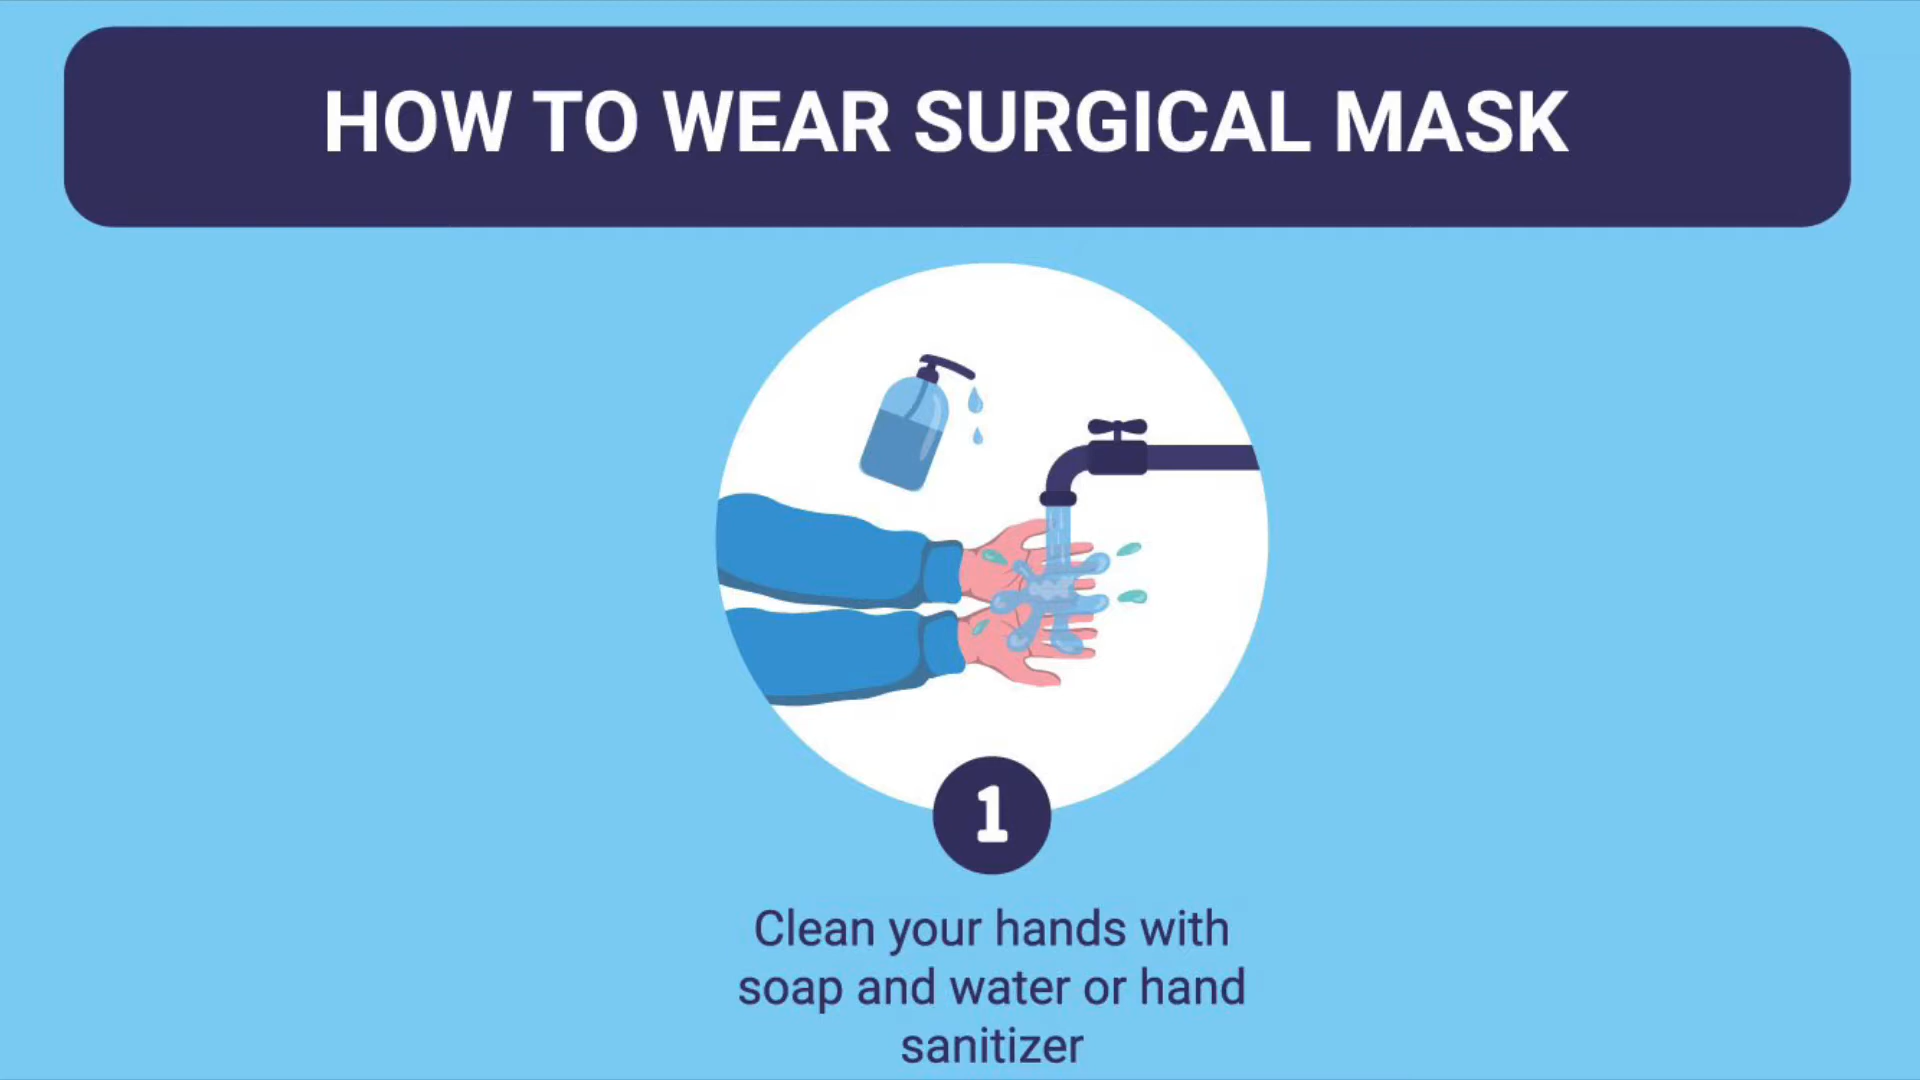 HOW TO WEAR SURGICAL MASK
1
Clean your hands with
soap and water or hand
sanitizer